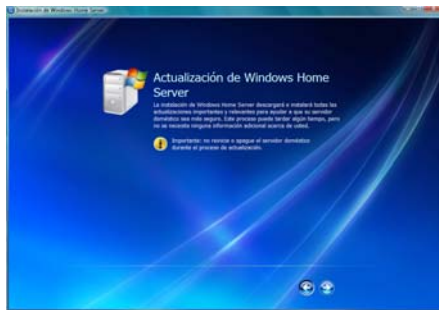 Instalación de Windows Home Server
Actualización de Windows Home
Server
La instalación de Windows Home Server descargará e instalará todas las
actualizaciones importantes y relevantes para ayudar a que su servidor
doméstico sea más seguro. Este proceso puede tardar algún tiempo, pero
no se necesita ninguna información adicional acerca de usted.
Importante: no reinicie o apague el servidor doméstico
durante el proceso de actualización.